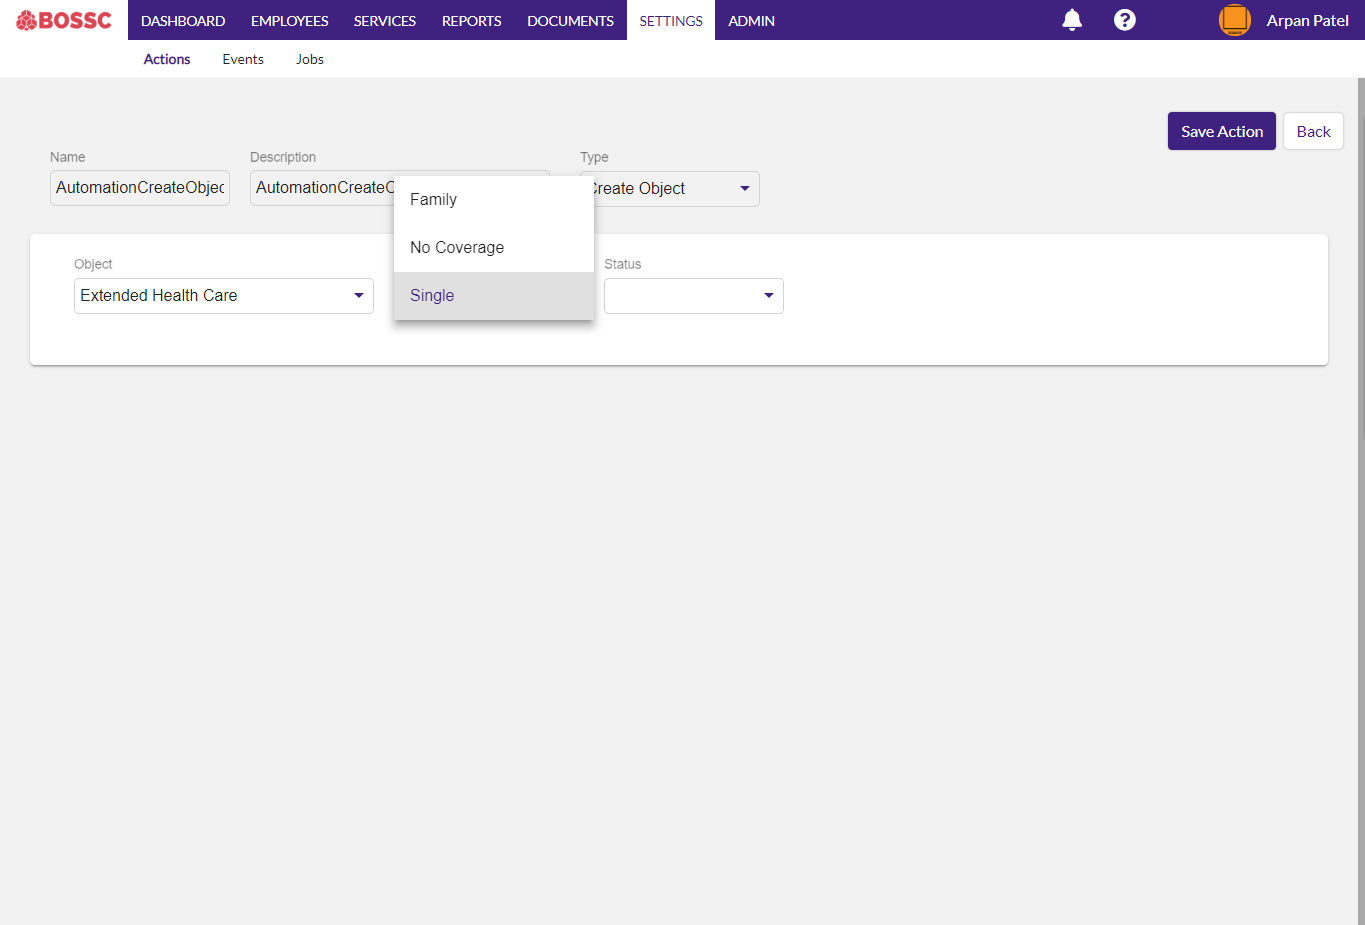 BOSSC DASHBOARD EMPLOYEES SERVICES REPORTS DOCUMENTS SETTINGS ADMIN ? Arpan Patel
Actions Events Jobs
Save Action Back
Name Description Type
AutomationCreateObjec AutomationCreateC Create Object
Family
No Coverage
Object Status
Extended Health Care Single